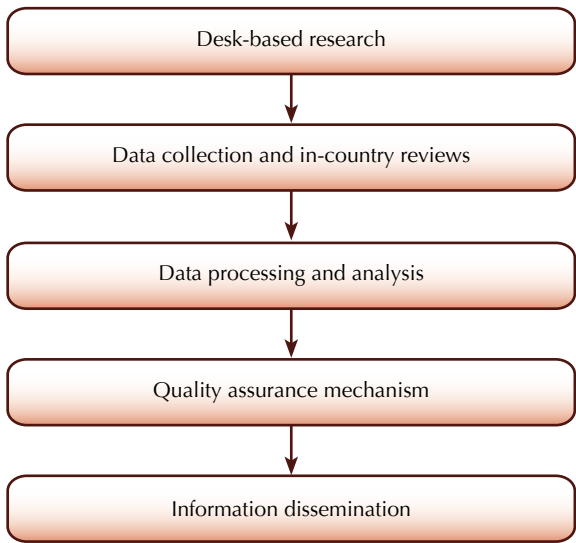 Desk-based research
Data collection and in-country reviews
Data processing and analysis
Quality assurance mechanism
Information dissemination